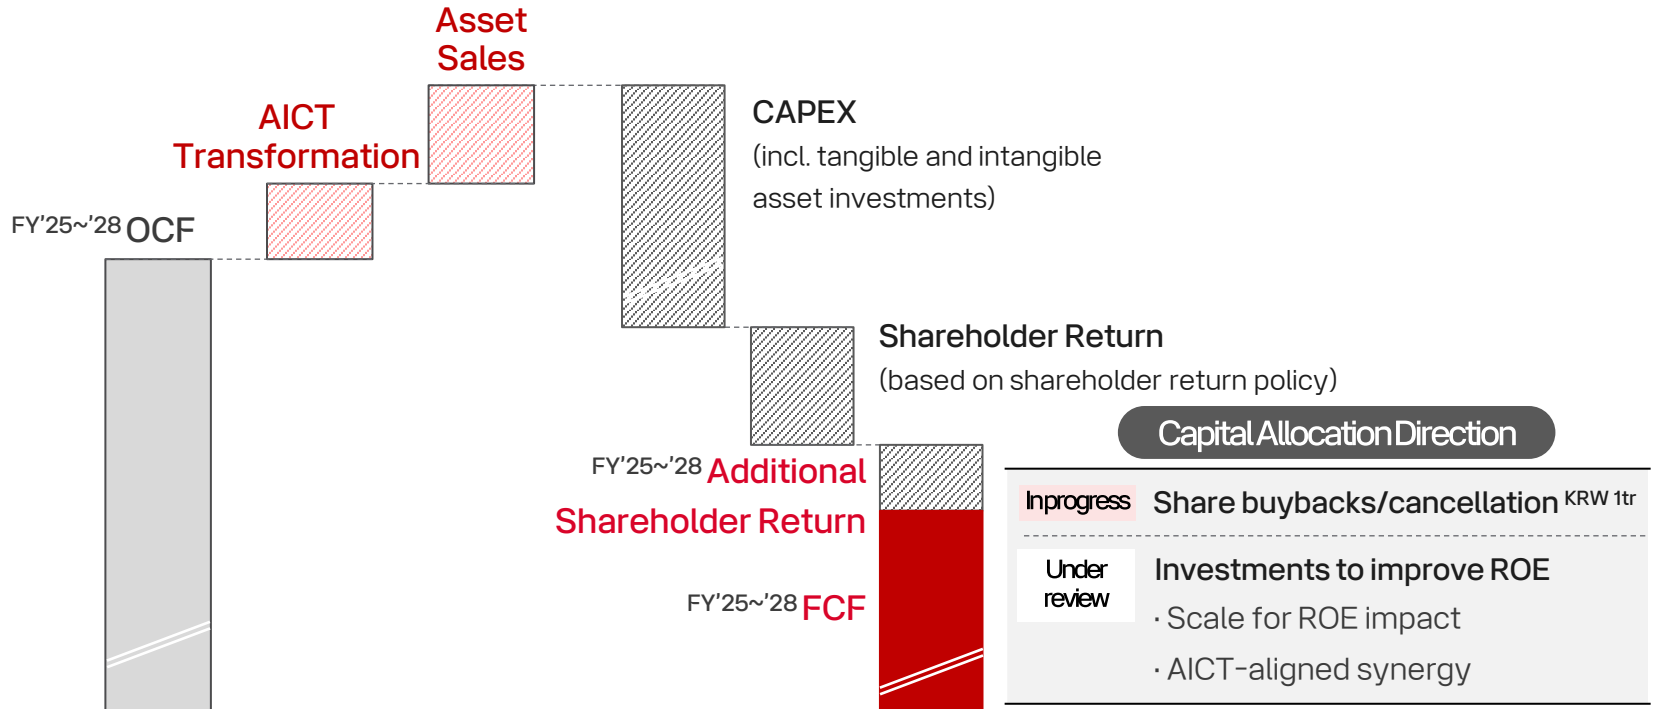 Asset
Sales
AICT
Transformation
FY'25~'28 OCF
CAPEX
(incl. tangible and intangible
asset investments)
Shareholder Return
(based on shareholder return policy)
FY'25~'28 Additional
Shareholder Return
FY'25~'28 FCF
Capital Allocation Direction
In progress
Share buybacks/cancellation KRW 1tr
Under
review
Investments to improve ROE
· Scale for ROE impact
· AICT-aligned synergy